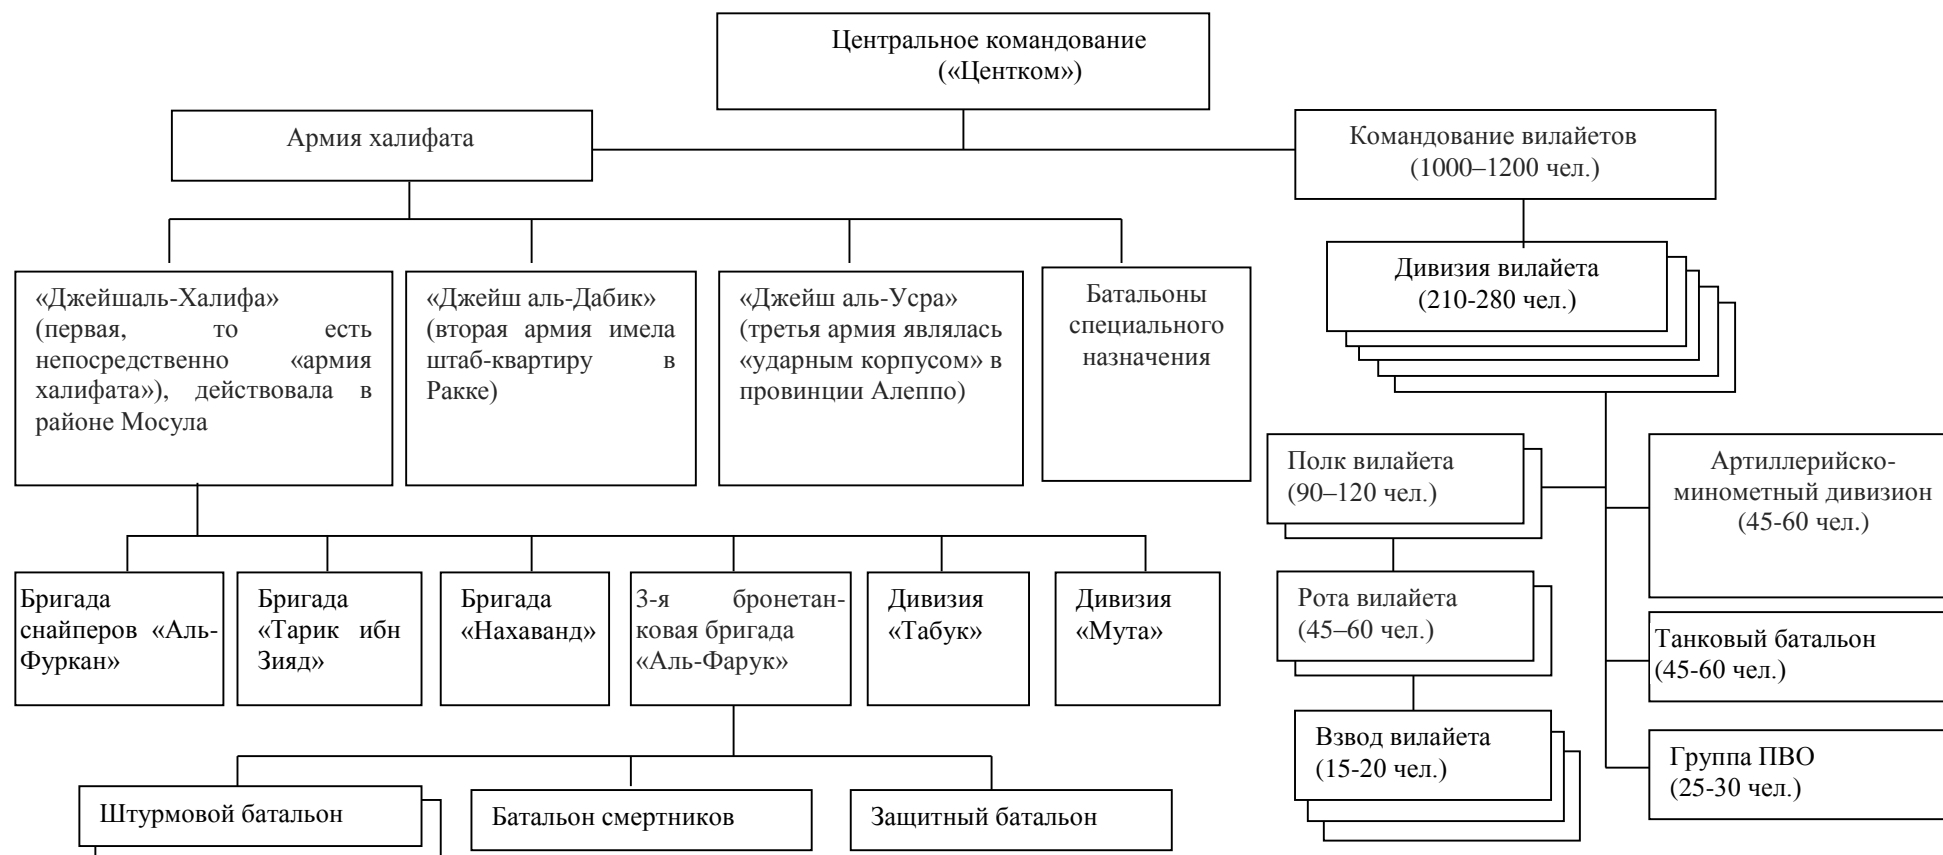 Центральное командование
(«Центком»)
Армия халифата
Командование вилайетов
(1000–1200 чел.)
«Джейшаль-Халифа»
(первая, то есть
непосредственно «армия
халифата»), действовала в
районе Мосула
«Джейш аль-Дабик»
(вторая армия имела
штаб-квартиру в
Ракке)
«Джейш аль-Усра»
(третья армия являлась
«ударным корпусом» в
провинции Алеппо)
Батальоны
специального
назначения
Дивизия вилайета
(210-280 чел.)
Полк вилайета
(90–120 чел.)
Артиллерийско-
минометный дивизион
(45-60 чел.)
Бригада
снайперов «Аль-
Фуркан»
Бригада
«Тарик ибн
Зияд»
Бригада
«Нахаванд»
3-я бронетан-
ковая бригада
«Аль-Фарук»
Дивизия
«Табук»
Дивизия
«Мута»
Рота вилайета
(45–60 чел.)
Танковый батальон
(45-60 чел.)
Взвод вилайета
(15-20 чел.)
Группа ПВО
(25-30 чел.)
Штурмовой батальон
Батальон смертников
Защитный батальон